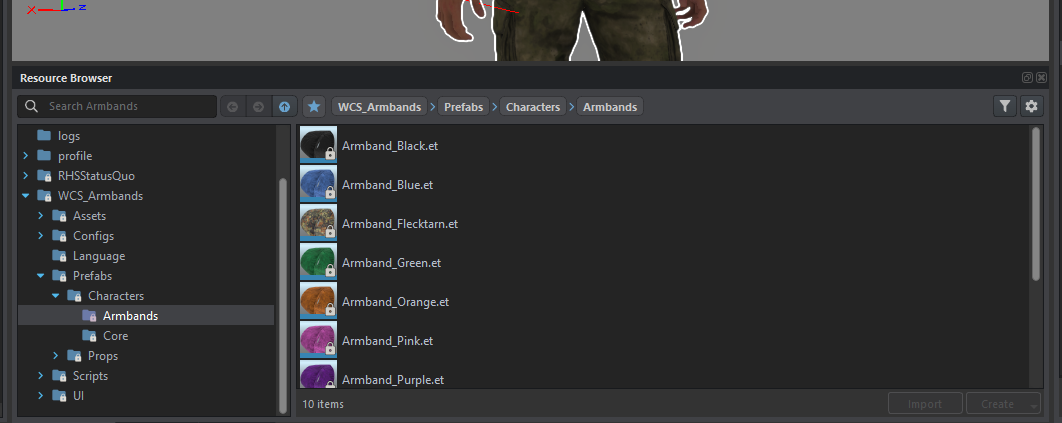 X
Z
Resource Browser
Search Armbands
WCS_Armbands > Prefabs > Characters > Armbands
logs
profile
RHSStatusQuo
WCS_Armbands
Assets
Configs
Language
Prefabs
Characters
Armbands
Core
Props
Scripts
UI
Armband_Black.et
Armband_Blue.et
Armband_Flecktarn.et
Armband_Green.et
Armband_Orange.et
Armband_Pink.et
Armband_Purple.et
10 items
Import
Create